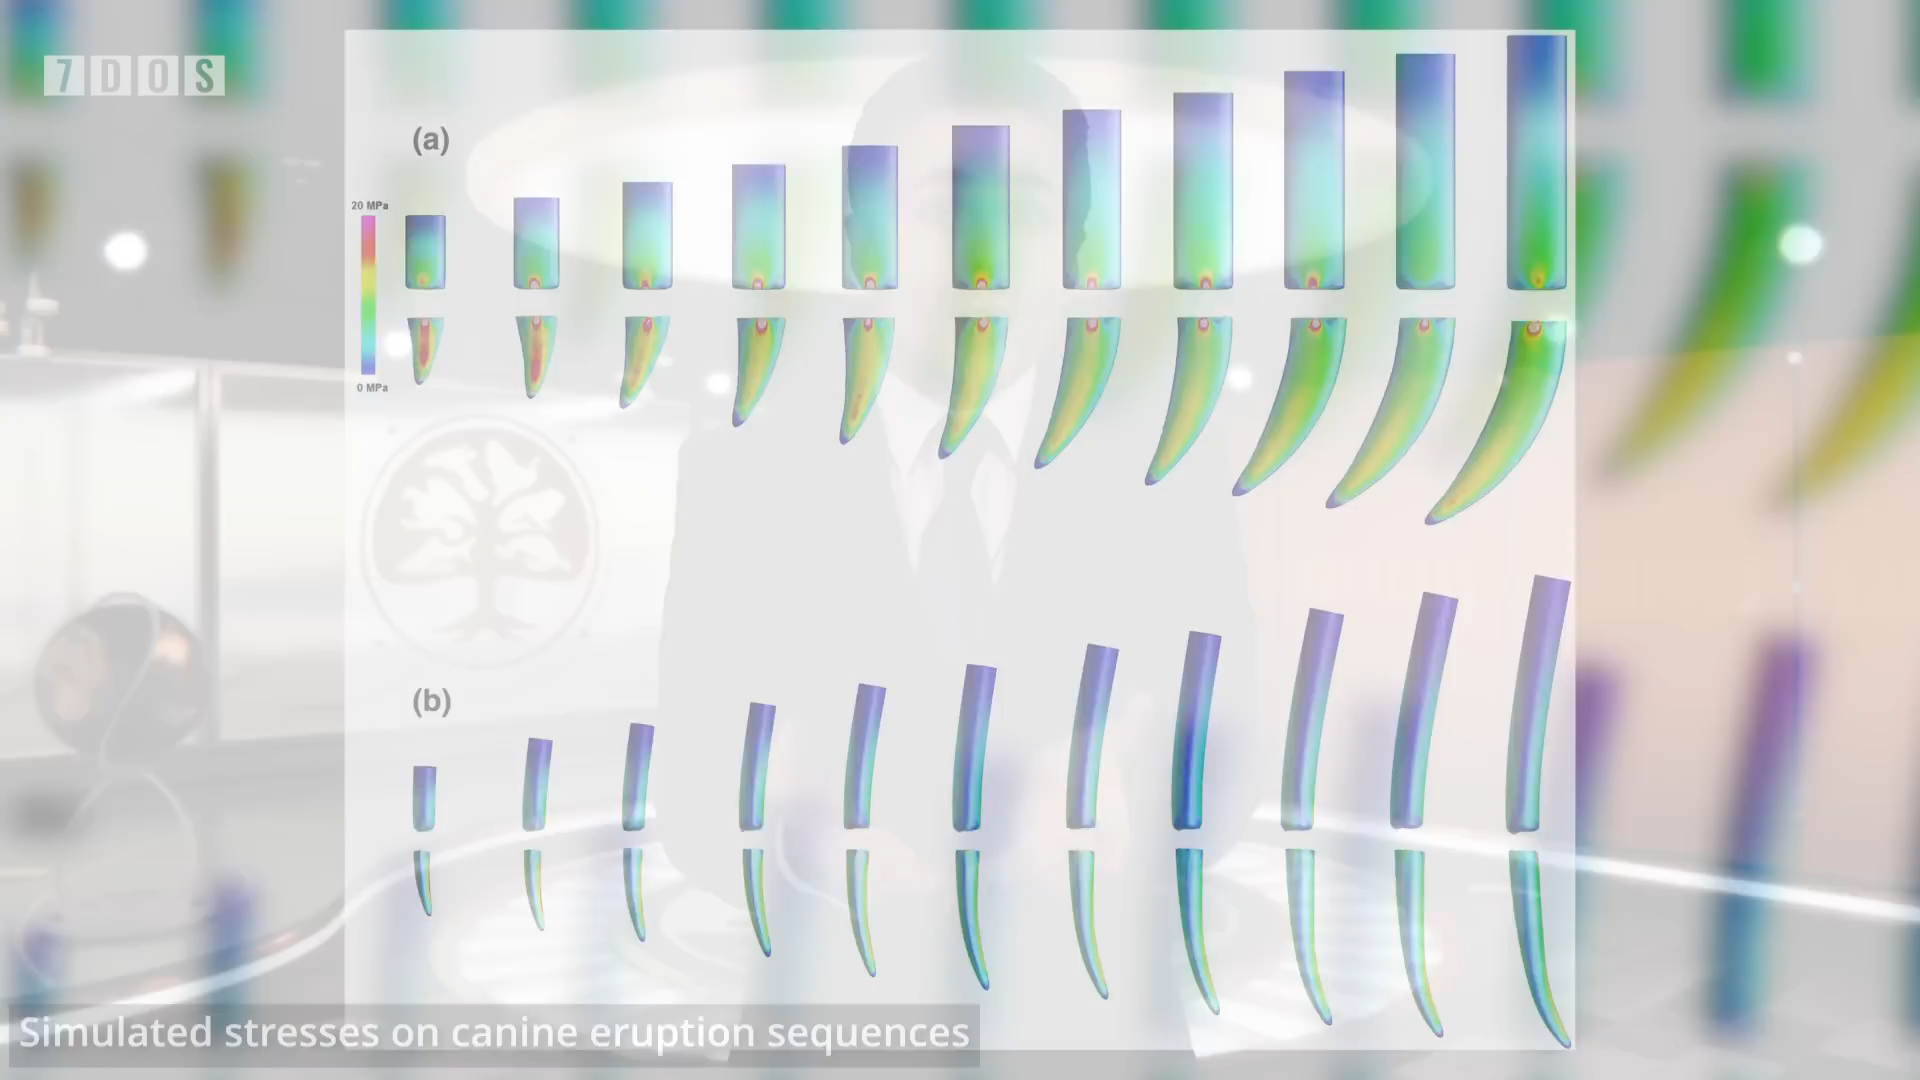 7DOS
(a)
20 MPa
0 MPa
(b)
Simulated stresses on canine eruption sequences